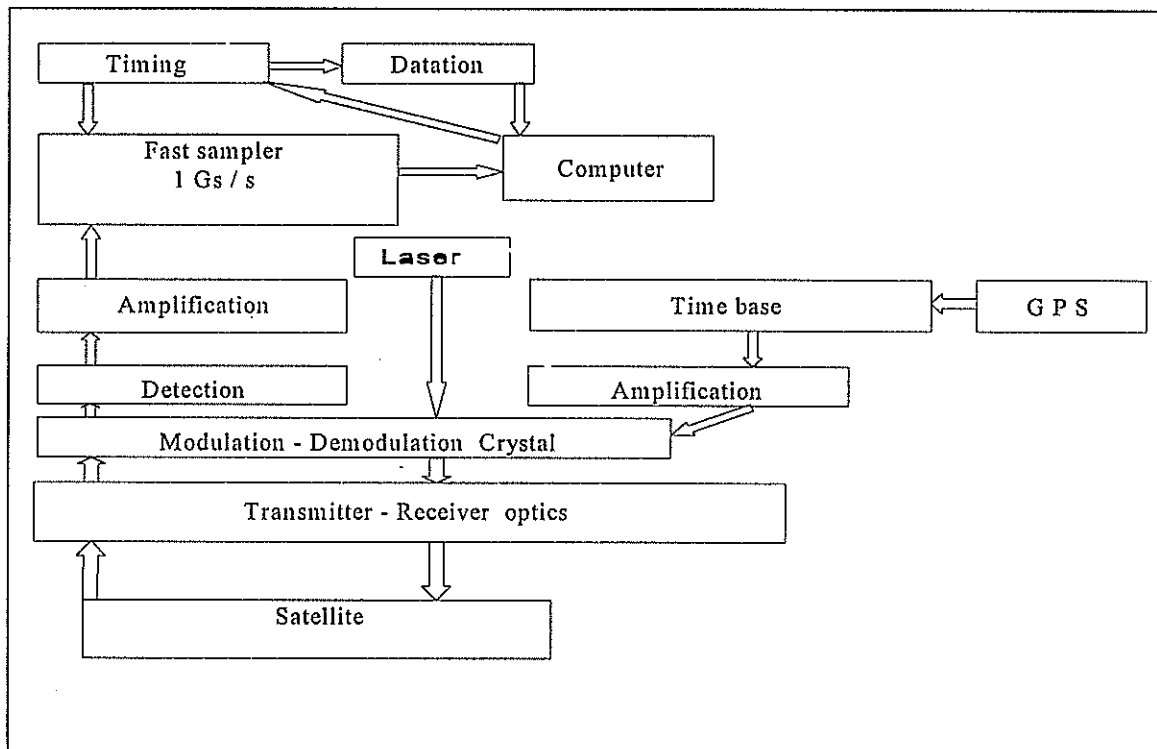 Timing
Datation
Fast sampler
1 Gs / s
Computer
Laser
Amplification
Time base
G P S
Detection
Amplification
Modulation - Demodulation Crystal
Transmitter - Receiver optics
Satellite